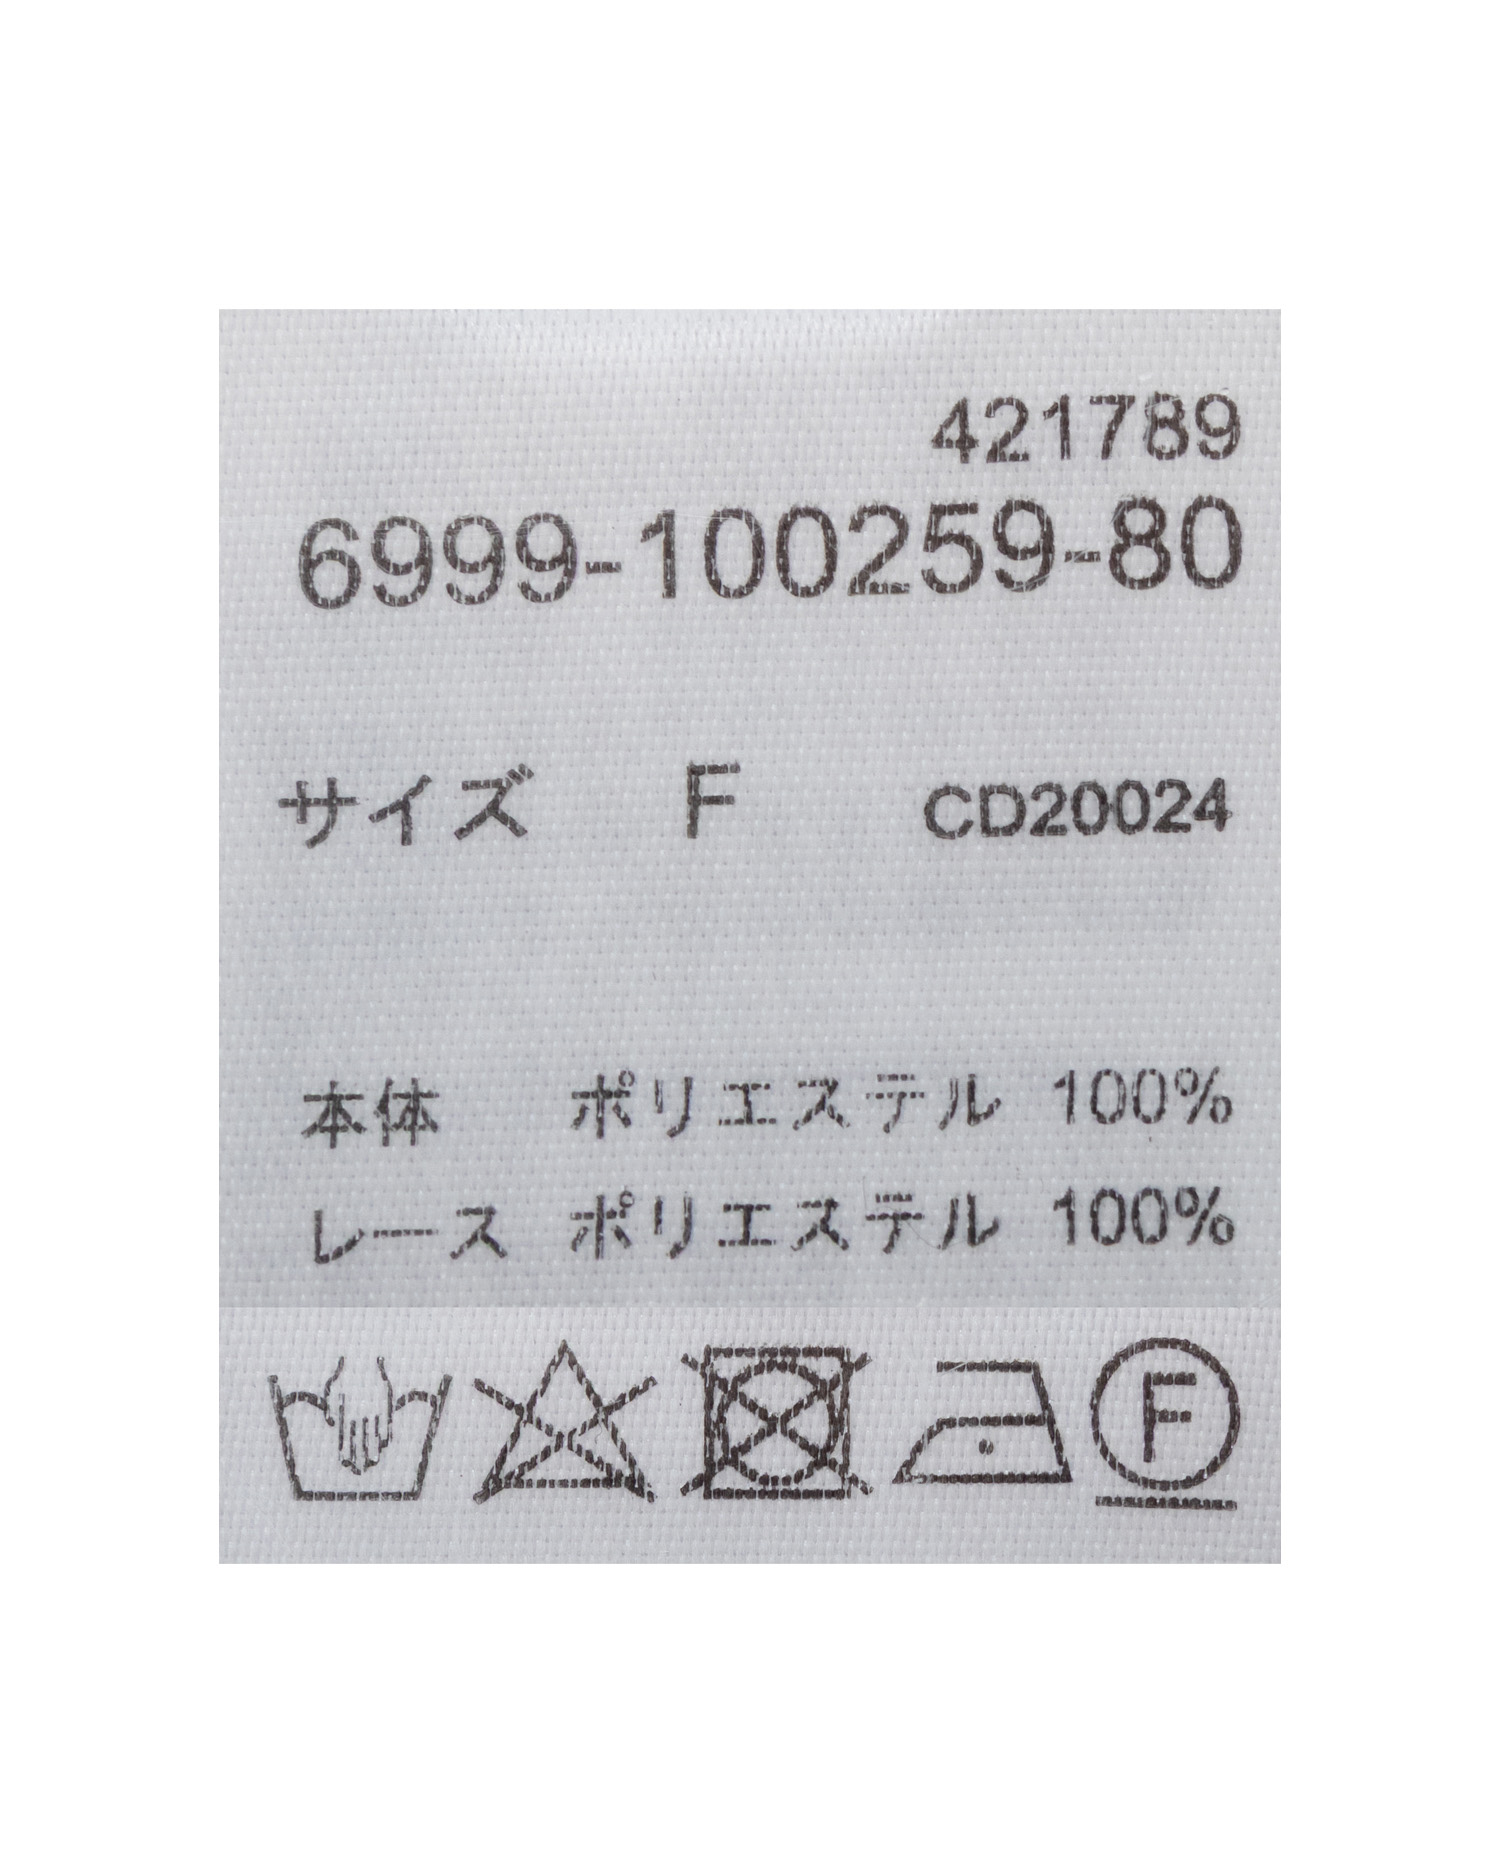 421789
6999-100259-80
サイズ F CD20024
本体 ポリエステル 100%
レース ポリエステル 100%
F